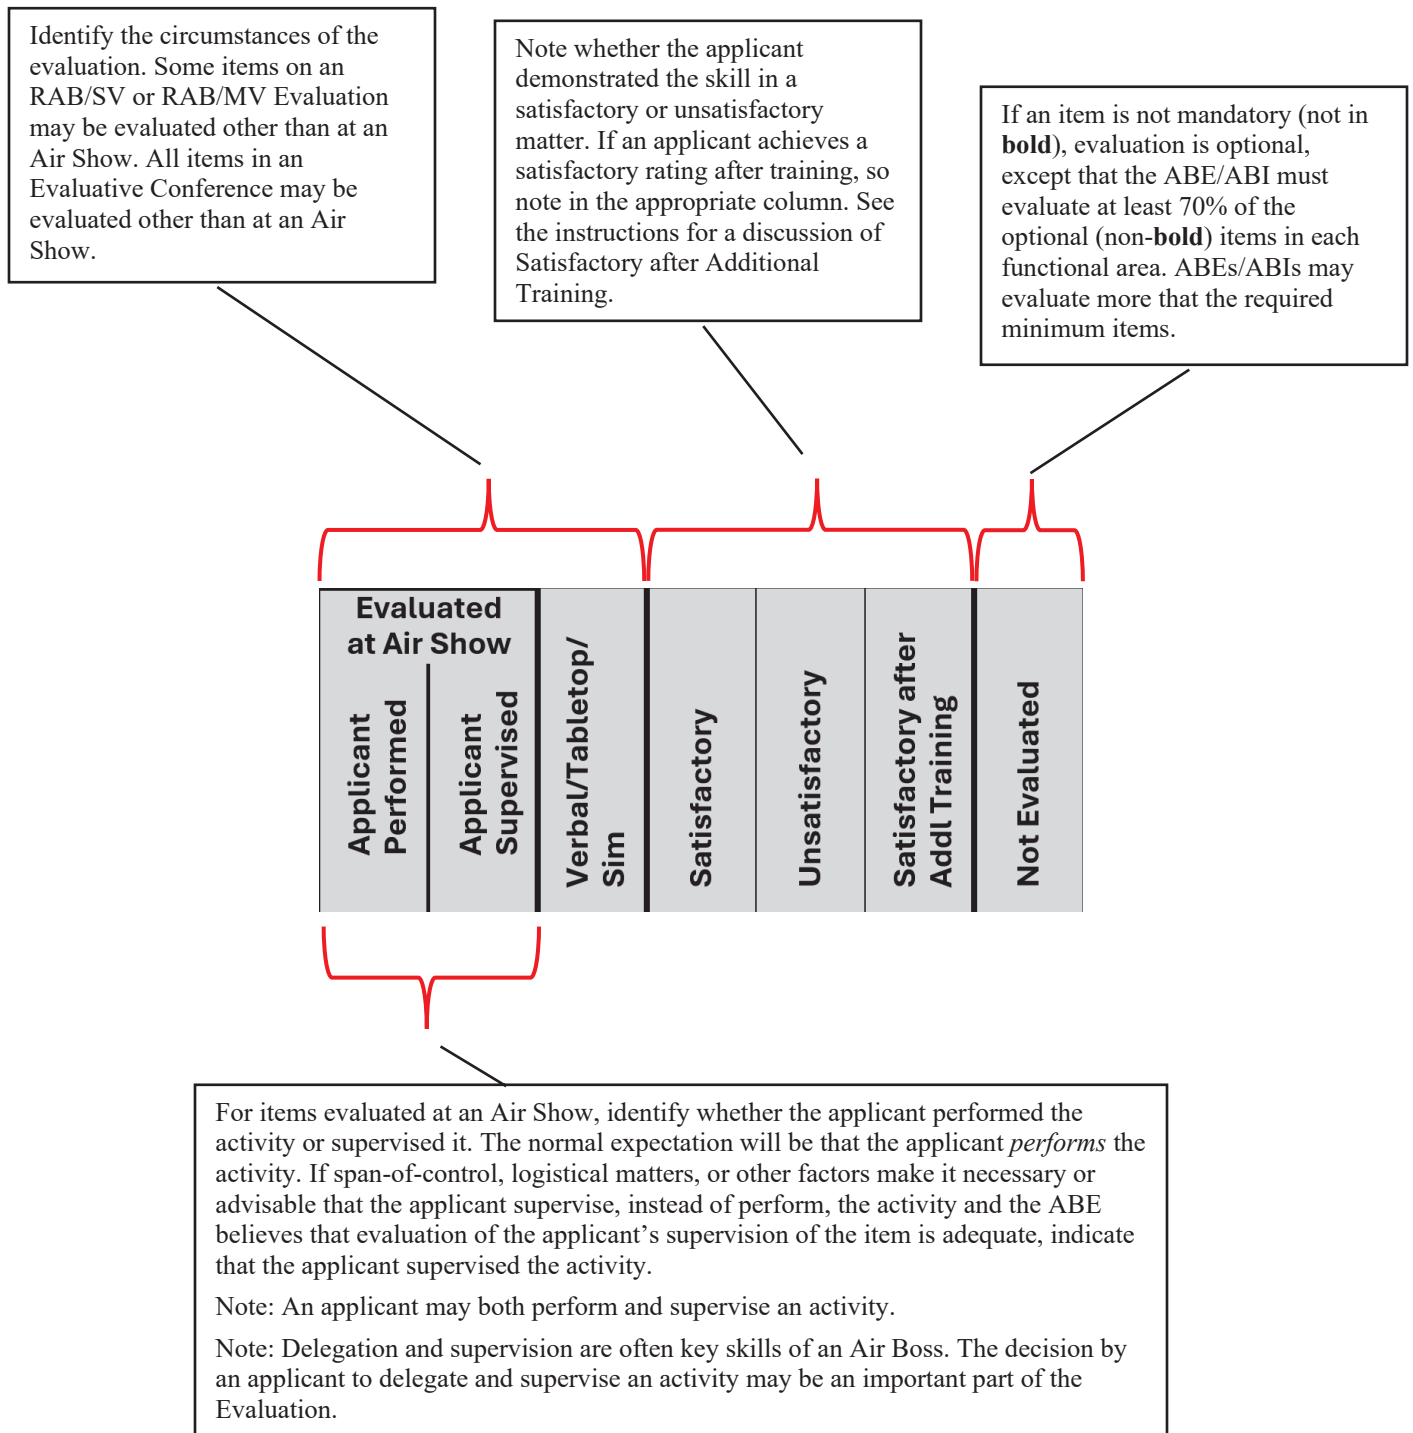 Identify the circumstances of the
evaluation. Some items on an
RAB/SV or RAB/MV Evaluation
may be evaluated other than at an
Air Show. All items in an
Evaluative Conference may be
evaluated other than at an Air
Show.
Note whether the applicant
demonstrated the skill in a
satisfactory or unsatisfactory
matter. If an applicant achieves a
satisfactory rating after training, so
note in the appropriate column. See
the instructions for a discussion of
Satisfactory after Additional
Training.
If an item is not mandatory (not in
bold), evaluation is optional,
except that the ABE/ABI must
evaluate at least 70% of the
optional (non-bold) items in each
functional area. ABEs/ABIs may
evaluate more that the required
minimum items.
Evaluated
at Air Show
Applicant
Performed
Applicant
Supervised
Verbal/Tabletop/
Sim
Satisfactory
Unsatisfactory
Satisfactory after
Addl Training
Not Evaluated
For items evaluated at an Air Show, identify whether the applicant performed the
activity or supervised it. The normal expectation will be that the applicant performs the
activity. If span-of-control, logistical matters, or other factors make it necessary or
advisable that the applicant supervise, instead of perform, the activity and the ABE
believes that evaluation of the applicant’s supervision of the item is adequate, indicate
that the applicant supervised the activity.
Note: An applicant may both perform and supervise an activity.
Note: Delegation and supervision are often key skills of an Air Boss. The decision by
an applicant to delegate and supervise an activity may be an important part of the
Evaluation.